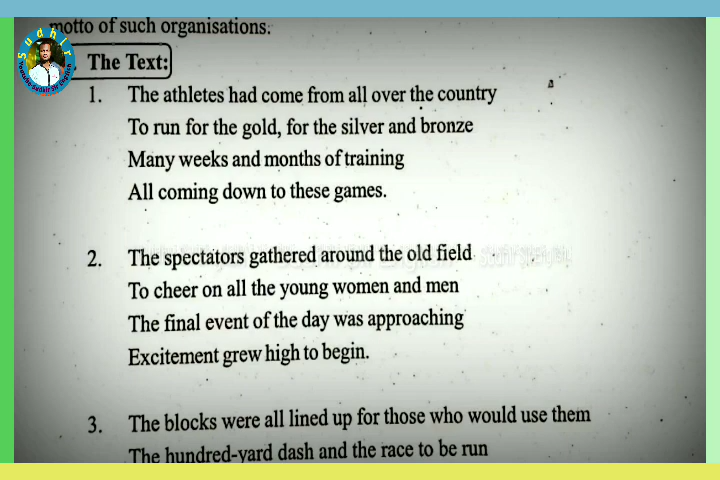 motto of such organisations.
Sudhir
The Text:
1. The athletes had come from all over the country
To run for the gold, for the silver and bronze
Many weeks and months of training
All coming down to these games.
2. The spectators gathered around the old field
To cheer on all the young women and men
The final event of the day was approaching
Excitement grew high to begin.
3. The blocks were all lined up for those who would use them
The hundred-yard dash and the race to be run